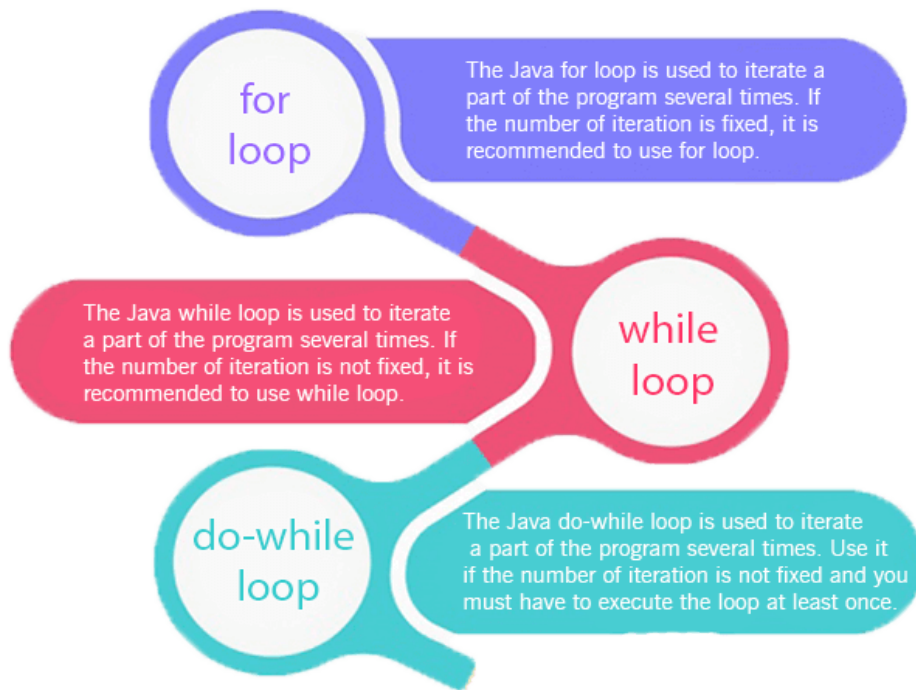 for
loop
The Java for loop is used to iterate a
part of the program several times. If
the number of iteration is fixed, it is
recommended to use for loop.
The Java while loop is used to iterate
a part of the program several times. If
the number of iteration is not fixed, it is
recommended to use while loop.
while
loop
do-while
loop
The Java do-while loop is used to iterate
a part of the program several times. Use it
if the number of iteration is not fixed and you
must have to execute the loop at least once.